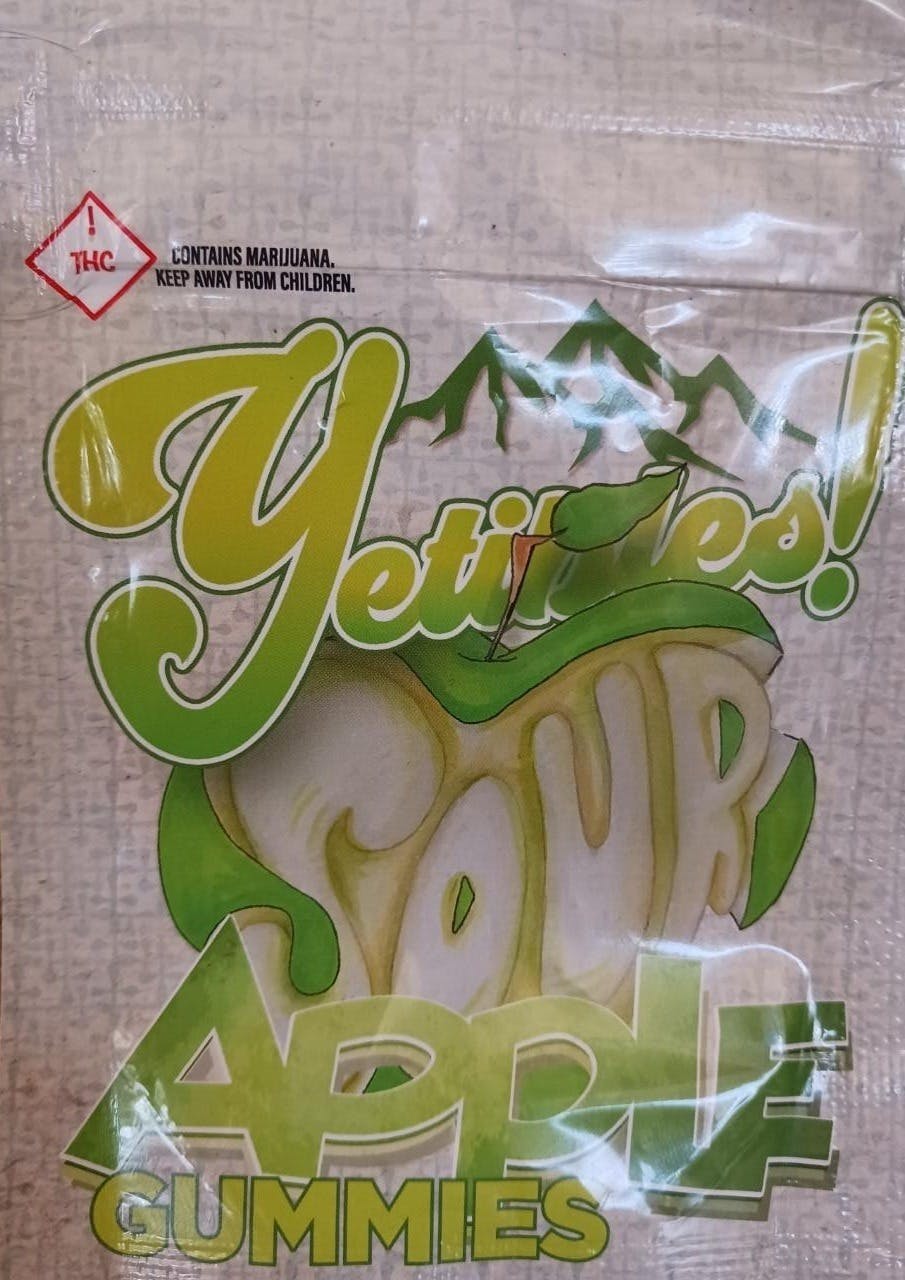 !
THC
CONTAINS MARIJUANA.
KEEP AWAY FROM CHILDREN.
SOUR
APPlE
GUMMIES